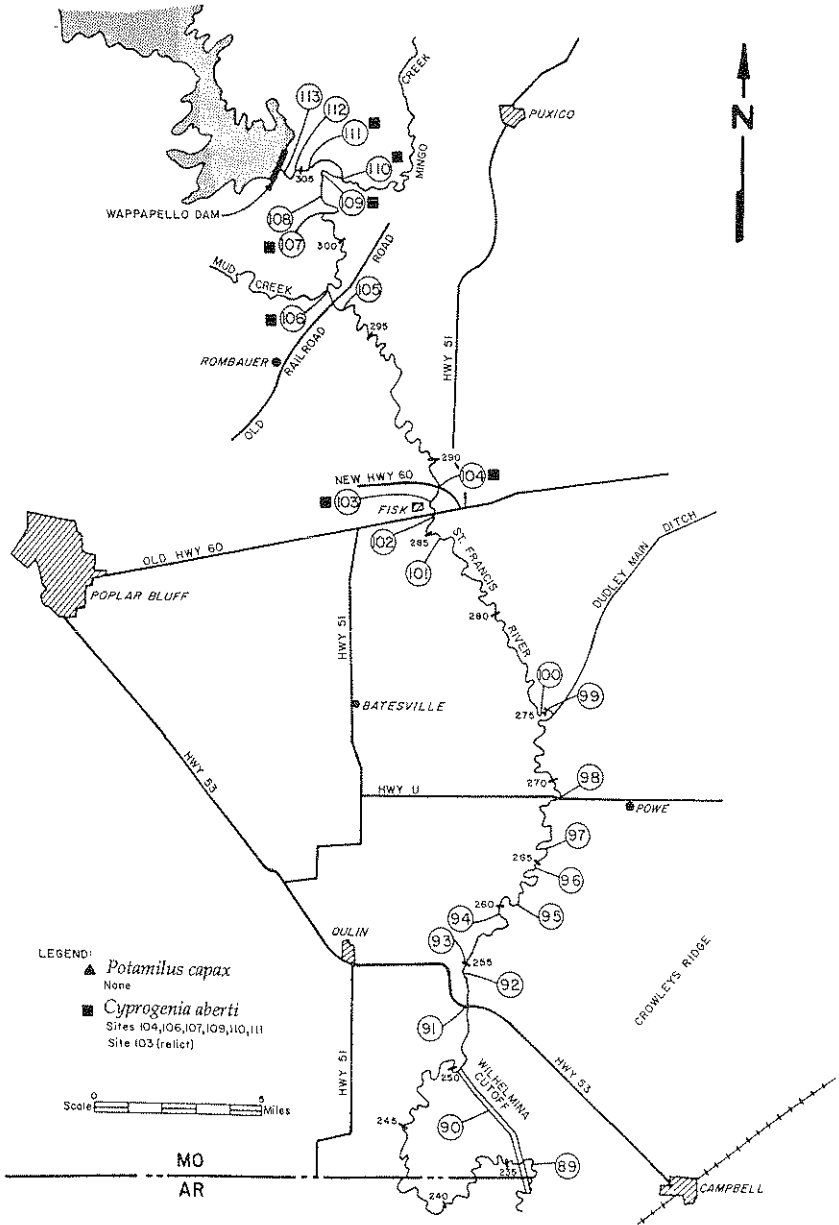 CREEK
MINGO
PUXICO
N
113
112
111
305
110
109
108
107
WAPPAPELLO DAM
300
MUD
CREEK
ROAD
105
106
295
RAILROAD
ROMBAUER
OLD
HWY 51
290
104
NEW HWY 60
103
FISK
102
285
101
ST. FRANCIS
RIVER
OLD HWY 60
POPLAR BLUFF
DUDLEY MAIN DITCH
280
HWY 51
100
99
275
BATESVILLE
HWY 53
270
98
HWY U
POWE
97
265
96
260
95
94
93
255
92
QULIN
CROWLEYS RIDGE
91
LEGEND:
Potamilus capax
None
Cyprogenia aberti
Sites 104,106,107,109,110,111
Site 103 (relict)
HWY 51
HWY 53
250
WILHELMINA
CUTOFF
90
0 5
Scale Miles
245
89
235
MO
AR
240
CAMPBELL